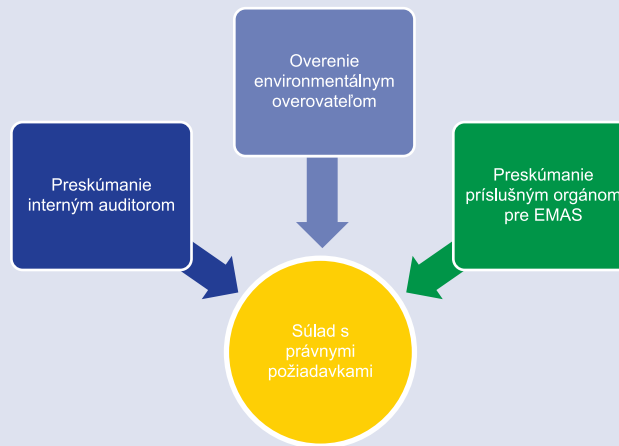 Overenie
environmentálnym
overovateľom
Preskúmanie
interným auditorom
Preskúmanie
príslušným orgánom
pre EMAS
Súlad s
právnymi
požiadavkami